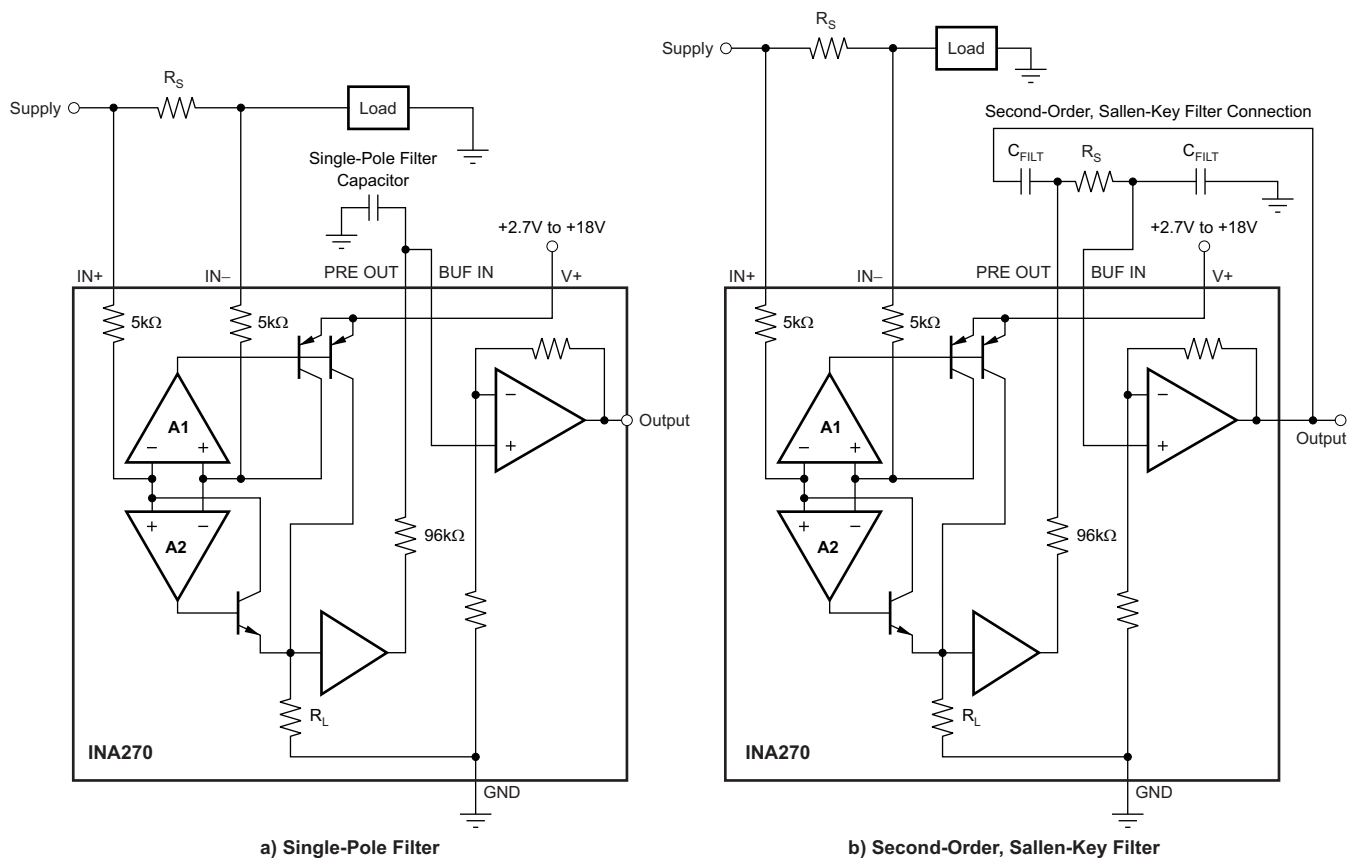 R_S
Supply
Load
Single-Pole Filter
Capacitor
+2.7V to +18V
IN+
IN–
PRE OUT
BUF IN
V+
5kΩ
5kΩ
A1
–
+
–
+
Output
+
–
A2
96kΩ
R_L
INA270
GND
a) Single-Pole Filter
R_S
Supply
Load
Second-Order, Sallen-Key Filter Connection
C_FILT
R_S
C_FILT
+2.7V to +18V
IN+
IN–
PRE OUT
BUF IN
V+
5kΩ
5kΩ
A1
–
+
–
+
Output
+
–
A2
96kΩ
R_L
INA270
GND
b) Second-Order, Sallen-Key Filter